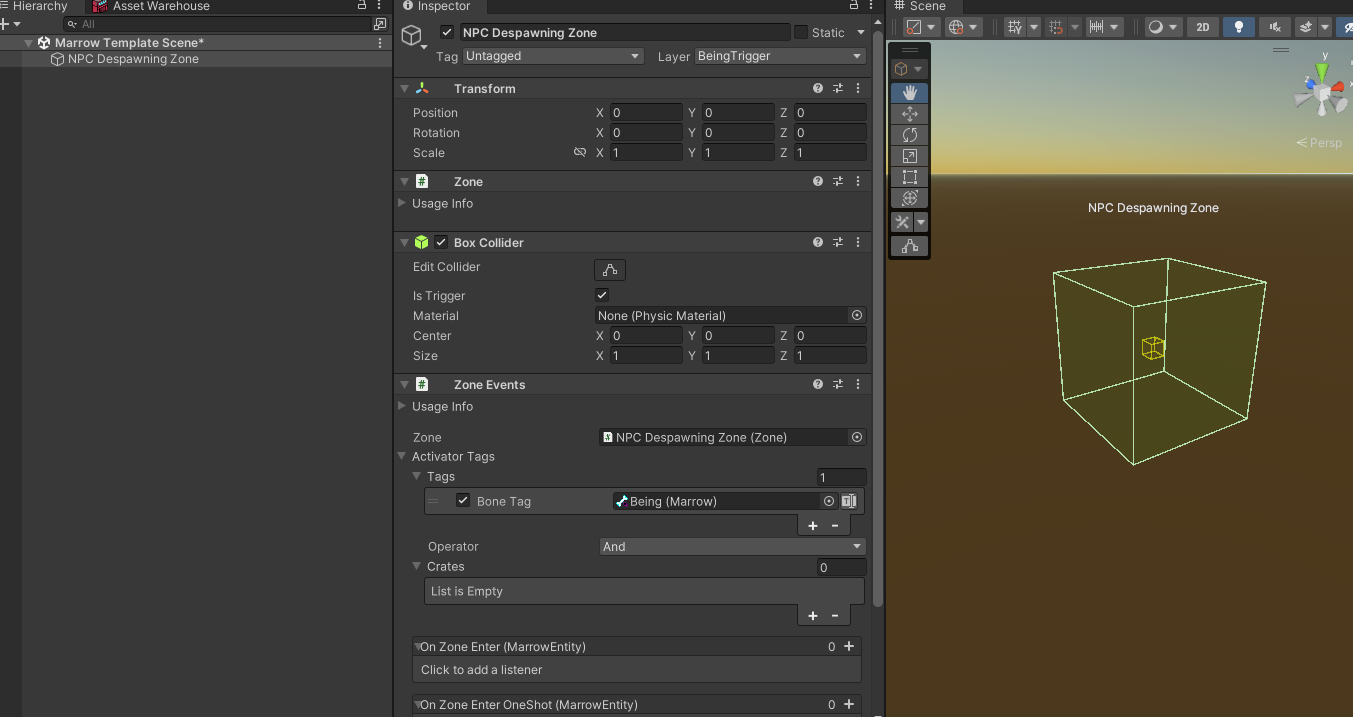 Hierarchy
Asset Warehouse
All
Marrow Template Scene*
NPC Despawning Zone
Inspector
NPC Despawning Zone
Static
Tag Untagged
Layer BeingTrigger
Transform
Position X 0 Y 0 Z 0
Rotation X 0 Y 0 Z 0
Scale X 1 Y 1 Z 1
Zone
Usage Info
Box Collider
Edit Collider
Is Trigger
Material None (Physic Material)
Center X 0 Y 0 Z 0
Size X 1 Y 1 Z 1
Zone Events
Usage Info
Zone NPC Despawning Zone (Zone)
Activator Tags
Tags 1
Bone Tag Being (Marrow)
Operator And
Crates 0
List is Empty
On Zone Enter (MarrowEntity) 0
Click to add a listener
On Zone Enter OneShot (MarrowEntity) 0
Scene
2D
y
z
x
Persp
NPC Despawning Zone